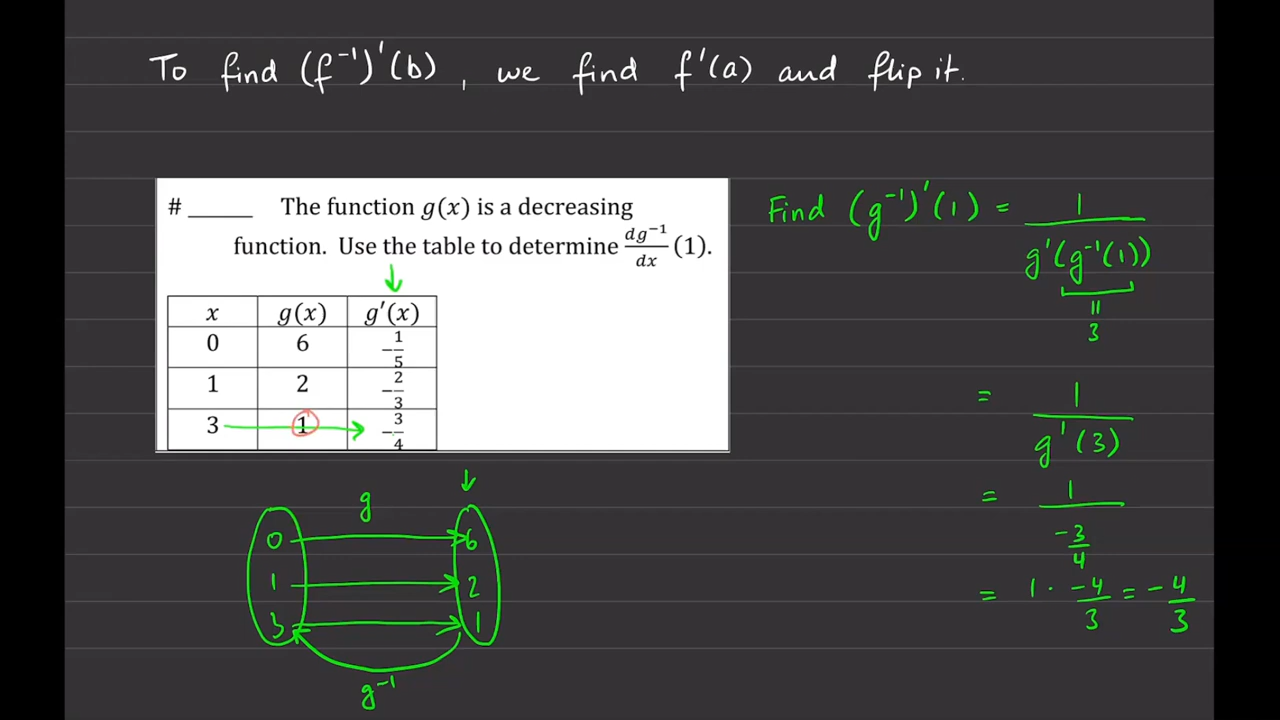 To find (f⁻¹)'(b), we find f'(a) and flip it.
# ______ The function g(x) is a decreasing
function. Use the table to determine dg⁻¹/dx (1).
x g(x) g'(x)
0 6 -1/5
1 2 -2/3
3 1 -3/4
Find (g⁻¹)'(1) = 1/g'(g⁻¹(1))
=
3
= 1/g'(3)
= 1/(-3/4)
= 1 · -4/3 = -4/3
g
0 6
1 2
3 1
g⁻¹